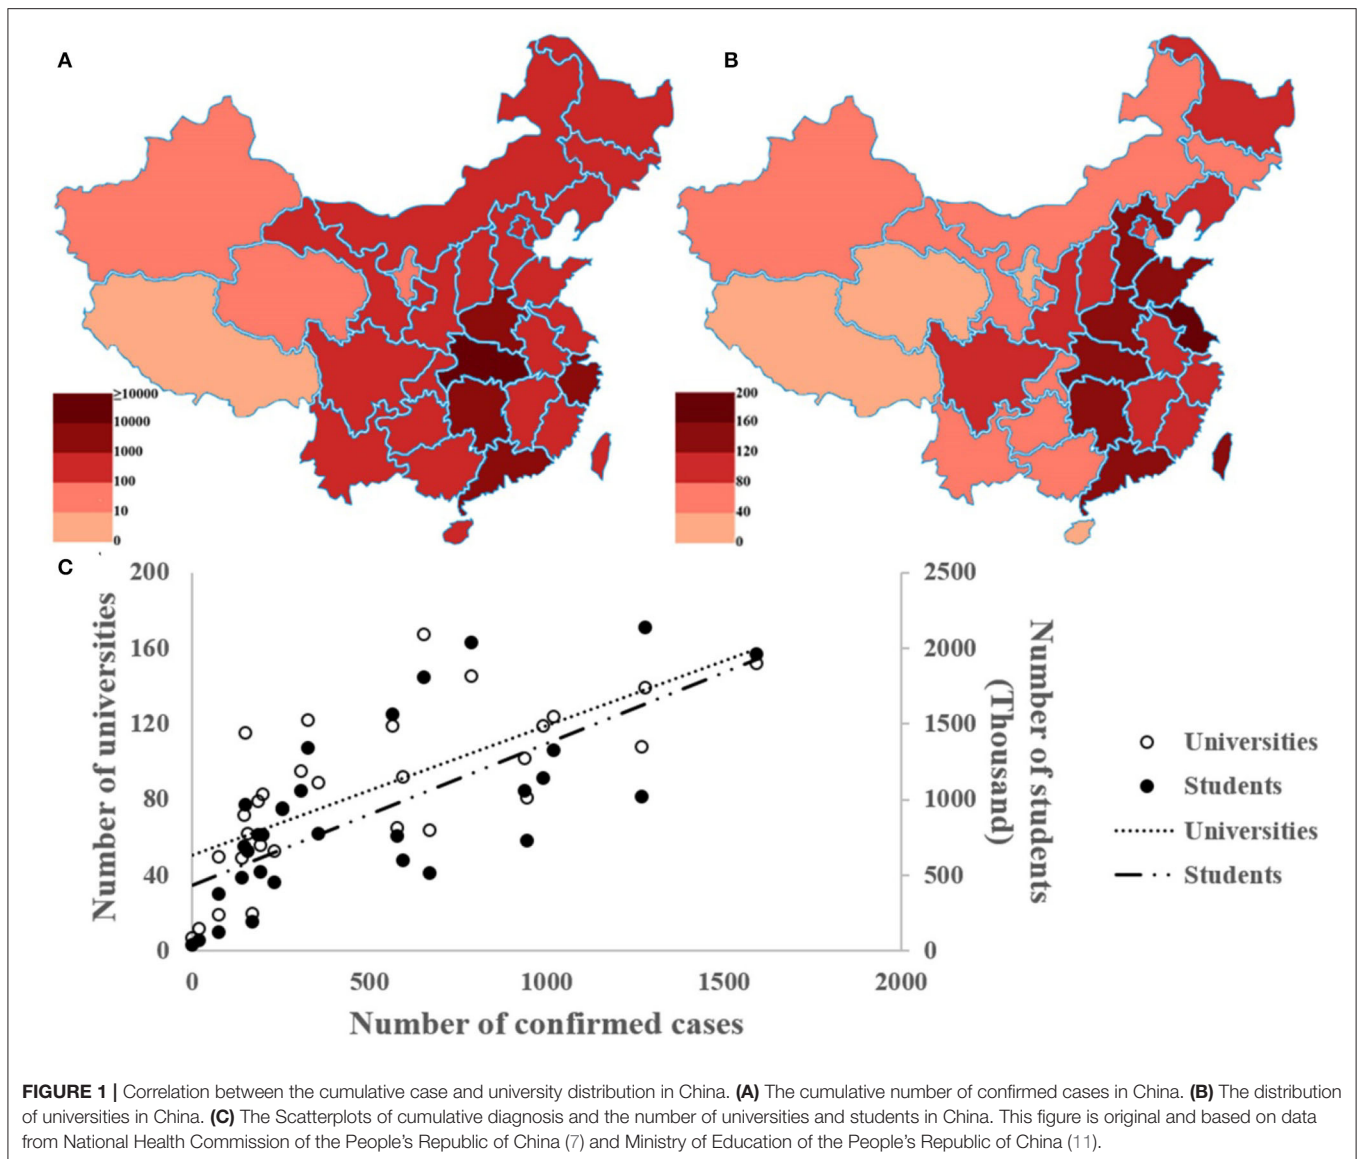 A
B
≥10000
10000
1000
100
10
0
200
160
120
80
40
0
C
200
160
120
80
40
0
Number of universities
2500
2000
1500
1000
500
0
Number of students
(Thousand)
0
500
1000
1500
2000
Number of confirmed cases
Universities
Students
Universities
Students
FIGURE 1 | Correlation between the cumulative case and university distribution in China. (A) The cumulative number of confirmed cases in China. (B) The distribution
of universities in China. (C) The Scatterplots of cumulative diagnosis and the number of universities and students in China. This figure is original and based on data
from National Health Commission of the People's Republic of China (7) and Ministry of Education of the People's Republic of China (11).